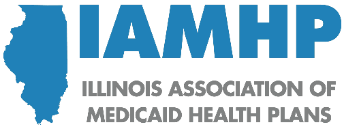 IAMHP
ILLINOIS ASSOCIATION OF
MEDICAID HEALTH PLANS